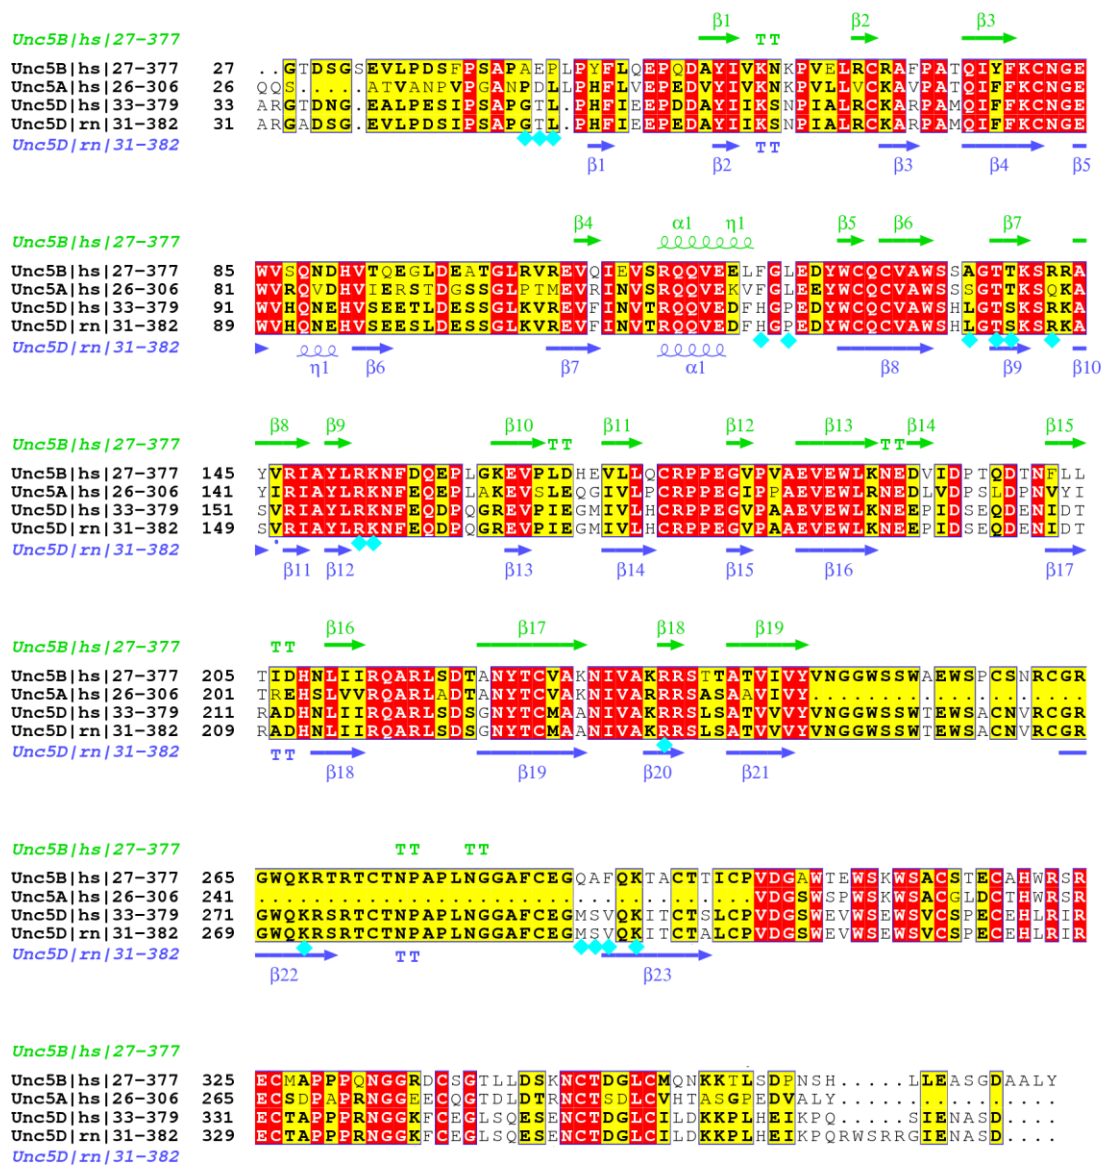 β1 β2 β3
Unc5B|hs|27-377 TT
Unc5B|hs|27-377 27 ..GTDSGSEVLPDSFPSAPAEPLPYFLQEPQDAYIVKNKPVELRCRAFPATQIYFKCNGE
Unc5A|hs|26-306 26 QQS.....ATVANPVPGANPDLLPHFLVEPEDVYIVKNKPVLLVCKAVPATQIFFKCNGE
Unc5D|hs|33-379 33 ARGTDNG.EALPESIPSAPGTL.PHFIEEPDDAYIIKSNPIALRCKARPAMQIFFKCNGE
Unc5D|rn|31-382 31 ARGADSG.EVLPDSIPSAPGTL.PHFIEEPEDAYIIKSNPIALRCKARPAMQIFFKCNGE
Unc5D|rn|31-382 TT
β1 β2 β3 β4 β5
β4 α1 η1 β5 β6 β7
Unc5B|hs|27-377
Unc5B|hs|27-377 85 WVSQNDHVTQEGLDEATGLRVREVQIEVSRQQVEELFGLEDYWCQCVAWSSAGTTKSRRA
Unc5A|hs|26-306 81 WVRQVDHVIERSTDGSSGLPTMEVRINVSRQQVEKVFGLEEYWCQCVAWSSSGTTKSQKA
Unc5D|hs|33-379 91 WVHQNEHVSEETLDESSGLKVREVFINVTRQQVEDFHGPEDYWCQCVAWSHLGTSKSRKA
Unc5D|rn|31-382 89 WVHQNEHVSEESLDESSGLKVREVFINVTRQQVEDFHGPEDYWCQCVAWSHLGTSKSRKA
Unc5D|rn|31-382
η1 β6 β7 α1 β8 β9 β10
β8 β9 β10 β11 β12 β13 β14 β15
Unc5B|hs|27-377 TT TT
Unc5B|hs|27-377 145 YVRIAYLRKNFDQEPLGKEVPLDHEVLLQCRPPEGVPVAEVEWLKNEDVIDPTQDTNFLL
Unc5A|hs|26-306 141 YIRIAYLRKNFEQEPLAKEVSLEQGIVLPCRPPEGIPPAEVEWLRNEDLVDPSLDPNVYI
Unc5D|hs|33-379 151 SVRIAYLRKNFEQDPQGREVPIEGMIVLHCRPPEGVPAAEVEWLKNEEPIDSEQDENIDT
Unc5D|rn|31-382 149 SVRIAYLRKNFEQDPQGREVPIEGMIVLHCRPPEGVPAAEVEWLKNEEPIDSEQDENIDT
Unc5D|rn|31-382
β11 β12 β13 β14 β15 β16 β17
β16 β17 β18 β19
Unc5B|hs|27-377 TT
Unc5B|hs|27-377 205 TIDHNLIIRQARLSDTANYTCVAKNIVAKRRSTTATVIVYVNGGWSSWAEWSPCSNRCGR
Unc5A|hs|26-306 201 TREHSLVVRQARLADTANYTCVAKNIVAKRRSASAAVIVY....................
Unc5D|hs|33-379 211 RADHNLIIRQARLSDSGNYTCMAANIVAKRRSLSATVVVYVNGGWSSWTEWSACNVRCGR
Unc5D|rn|31-382 209 RADHNLIIRQARLSDSGNYTCMAANIVAKRRSLSATVVVYVNGGWSSWTEWSACNVRCGR
Unc5D|rn|31-382 TT
β18 β19 β20 β21
Unc5B|hs|27-377 TT TT
Unc5B|hs|27-377 265 GWQKRTRTCTNPAPLNGGAFCEGQAFQKTACTTICPVDGAWTEWSKWSACSTECAHWRSR
Unc5A|hs|26-306 241 ....................................VDGSWSPWSKWSACGLDCTHWRSR
Unc5D|hs|33-379 271 GWQKRSRTCTNPAPLNGGAFCEGMSVQKITCTSLCPVDGSWEVWSEWSVCSPECEHLRIR
Unc5D|rn|31-382 269 GWQKRSRTCTNPAPLNGGAFCEGMSVQKITCTALCPVDGSWEVWSEWSVCSPECEHLRIR
Unc5D|rn|31-382 TT
β22 β23
Unc5B|hs|27-377
Unc5B|hs|27-377 325 ECMAPPPQNGGRDCSGTLLDSKNCTDGLCMQNKKTLSDPNSH.....LLEASGDAALY
Unc5A|hs|26-306 265 ECSDPAPRNGGEECQGTDLDTRNCTSDLCVHTASGPEDVALY................
Unc5D|hs|33-379 331 ECTAPPPRNGGKFCEGLSQESENCTDGLCILDKKPLHEIKPQ.....SIENASD....
Unc5D|rn|31-382 329 ECTAPPPRNGGKFCEGLSQESENCTDGLCILDKKPLHEIKPQRWSRRGIENASD....
Unc5D|rn|31-382